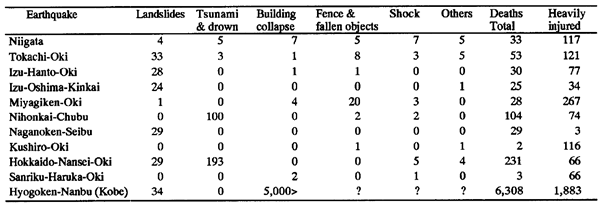 Earthquake Landslides Tsunami & drown Building collapse Fence & fallen objects Shock Others Deaths Total Heavily injured
Niigata 4 5 7 5 7 5 33 117
Tokachi-Oki 33 3 1 8 3 5 53 121
Izu-Hanto-Oki 28 0 1 1 0 0 30 77
Izu-Oshima-Kinkai 24 0 0 0 0 1 25 34
Miyagiken-Oki 1 0 4 20 3 0 28 267
Nihonkai-Chubu 0 100 0 2 2 0 104 74
Naganoken-Seibu 29 0 0 0 0 0 29 3
Kushiro-Oki 0 0 0 1 0 1 2 116
Hokkaido-Nansei-Oki 29 193 0 0 5 4 231 66
Sanriku-Haruka-Oki 0 0 2 0 1 0 3 66
Hyogoken-Nanbu (Kobe) 34 0 5,000> ? ? ? 6,308 1,883